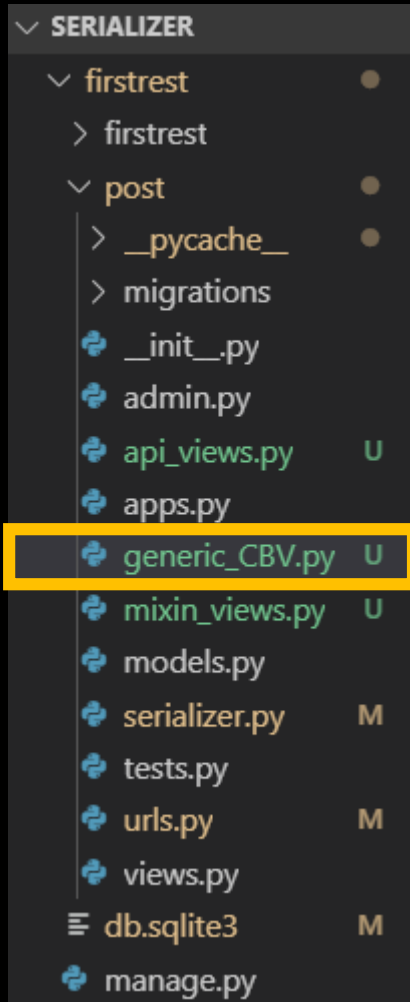 SERIALIZER
firstrest
firstrest
post
__pycache__
migrations
__init__.py
admin.py
api_views.py U
apps.py
generic_CBV.py U
mixin_views.py U
models.py
serializer.py M
tests.py
urls.py M
views.py
db.sqlite3 M
manage.py